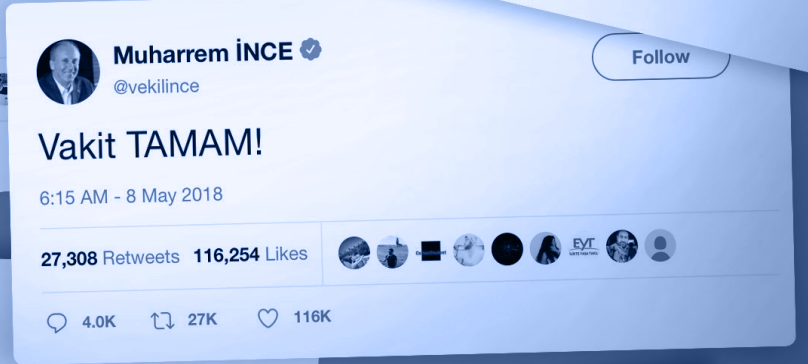 Muharrem İNCE
@vekilince
Follow
Vakit TAMAM!
6:15 AM - 8 May 2018
27,308 Retweets 116,254 Likes
EYT
4.0K 27K 116K